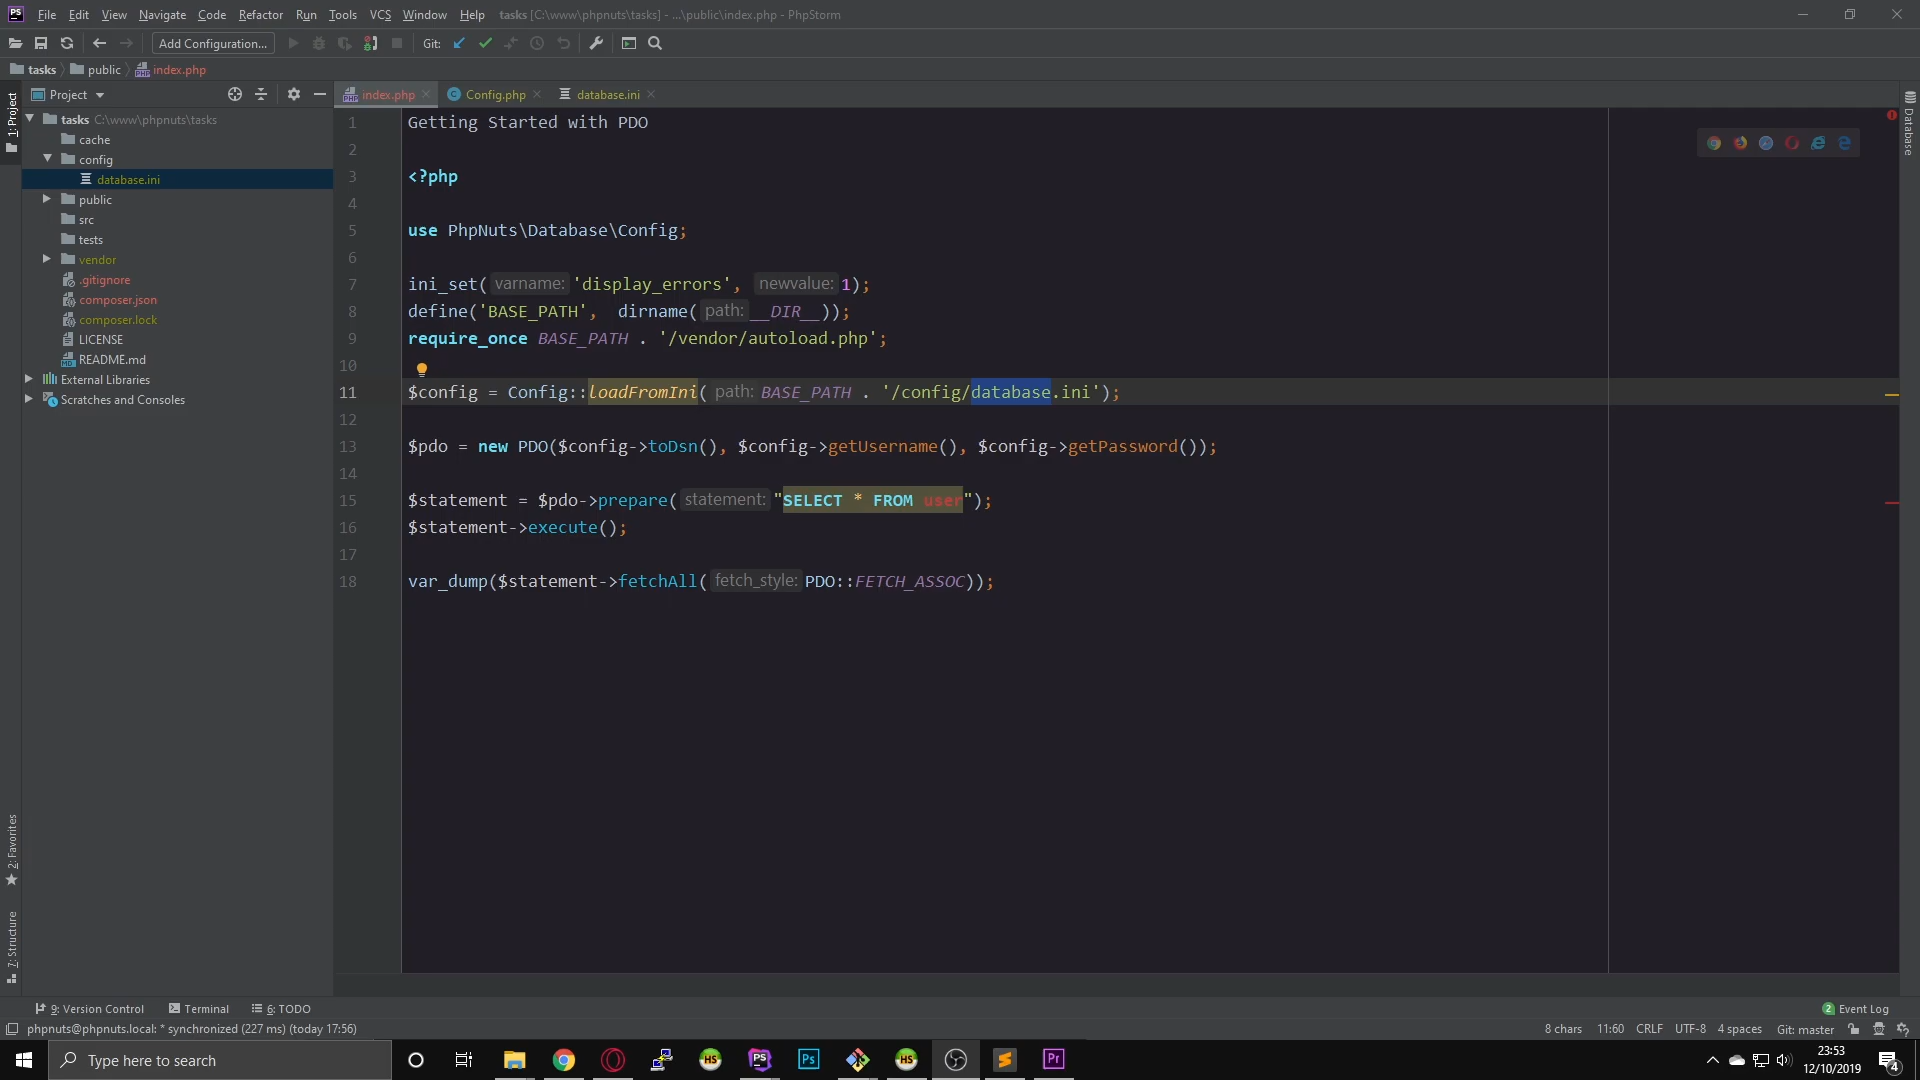 PS File Edit View Navigate Code Refactor Run Tools VCS Window Help tasks [C:\www\phpnuts\tasks] - ...\public\index.php - PhpStorm
Add Configuration... Git:
tasks public index.php
Project
index.php Config.php database.ini
1: Project
Database
tasks C:\www\phpnuts\tasks
cache
config
database.ini
public
src
tests
vendor
.gitignore
composer.json
composer.lock
LICENSE
README.md
External Libraries
Scratches and Consoles
1 Getting Started with PDO
2
3 <?php
4
5 use PhpNuts\Database\Config;
6
7 ini_set( varname: 'display_errors', newvalue: 1);
8 define('BASE_PATH', dirname( path: __DIR__));
9 require_once BASE_PATH . '/vendor/autoload.php';
10
11 $config = Config::loadFromIni( path: BASE_PATH . '/config/database.ini');
12
13 $pdo = new PDO($config->toDsn(), $config->getUsername(), $config->getPassword());
14
15 $statement = $pdo->prepare( statement: "SELECT * FROM user");
16 $statement->execute();
17
18 var_dump($statement->fetchAll( fetch_style: PDO::FETCH_ASSOC));
2: Favorites
7: Structure
9: Version Control Terminal 6: TODO 2 Event Log
phpnuts@phpnuts.local: * synchronized (227 ms) (today 17:56) 8 chars 11:60 CRLF UTF-8 4 spaces Git: master
Type here to search HS PS Ps HS Pr
23:53
12/10/2019
4